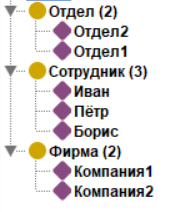 Отдел (2)
Отдел2
Отдел1
Сотрудник (3)
Иван
Пётр
Борис
Фирма (2)
Компания1
Компания2